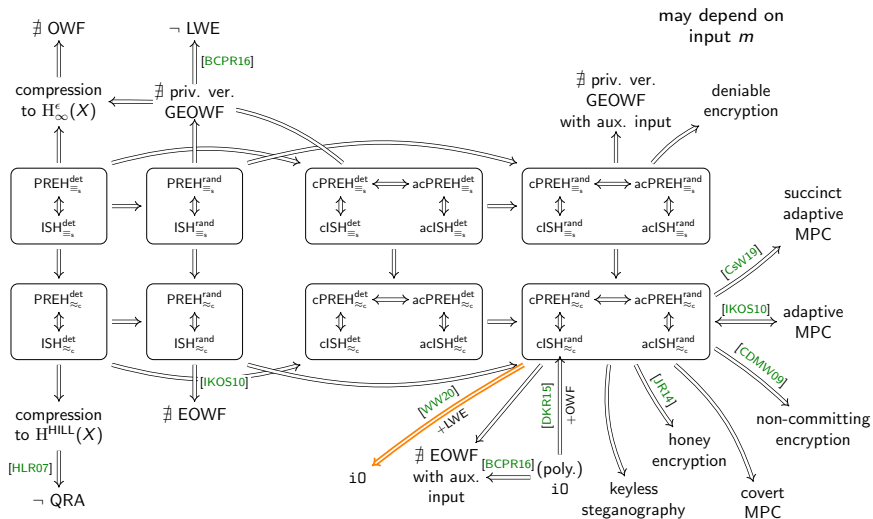 may depend on
input m
∄ OWF
¬ LWE
[BCPR16]
compression
to H^ϵ_∞(X)
∄ priv. ver.
GEOWF
∄ priv. ver.
GEOWF
with aux. input
deniable
encryption
PREH^det_≡s
ISH^det_≡s
PREH^rand_≡s
ISH^rand_≡s
cPREH^det_≡s acPREH^det_≡s
cISH^det_≡s acISH^det_≡s
cPREH^rand_≡s acPREH^rand_≡s
cISH^rand_≡s acISH^rand_≡s
succinct
adaptive
MPC
[CsW19]
PREH^det_≈c
ISH^det_≈c
PREH^rand_≈c
ISH^rand_≈c
cPREH^det_≈c acPREH^det_≈c
cISH^det_≈c acISH^det_≈c
cPREH^rand_≈c acPREH^rand_≈c
cISH^rand_≈c acISH^rand_≈c
[IKOS10]
adaptive
MPC
[CDMW09]
non-committing
encryption
[IKOS10]
compression
to H^HILL(X)
[HLR07]
¬ QRA
∄ EOWF
[WW20]
+LWE
iO
∄ EOWF
with aux.
input
[BCPR16]
[DKR15]
+OWF
(poly.)
iO
[JR14]
honey
encryption
keyless
steganography
covert
MPC